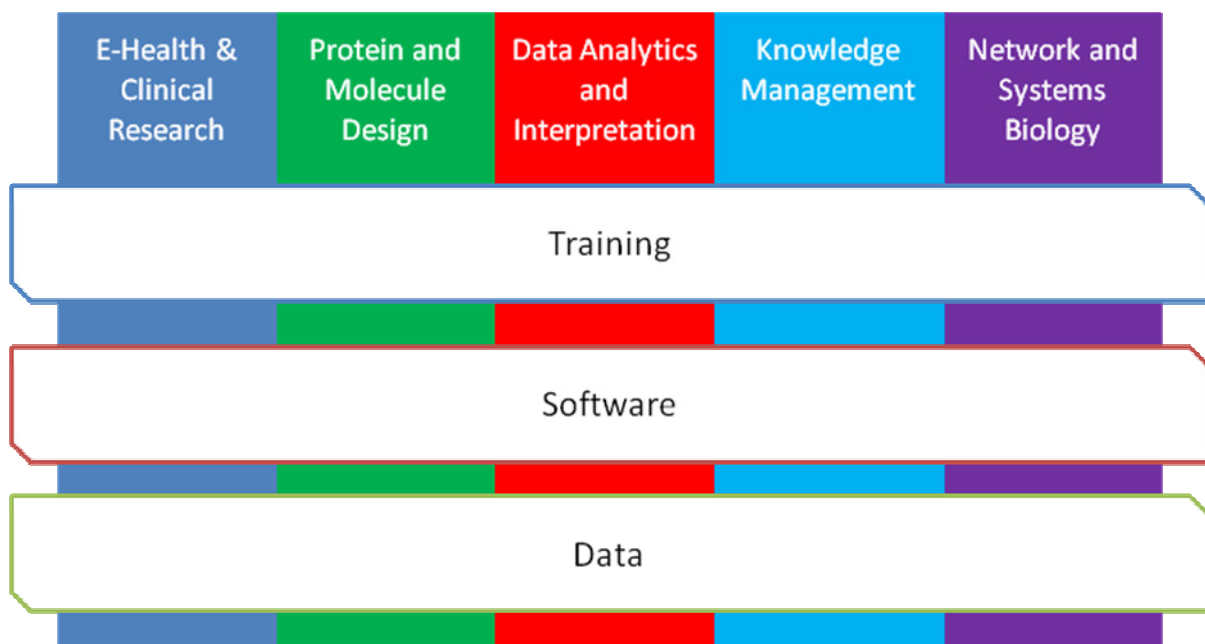 E-Health &
Clinical
Research
Protein and
Molecule
Design
Data Analytics
and
Interpretation
Knowledge
Management
Network and
Systems
Biology
Training
Software
Data